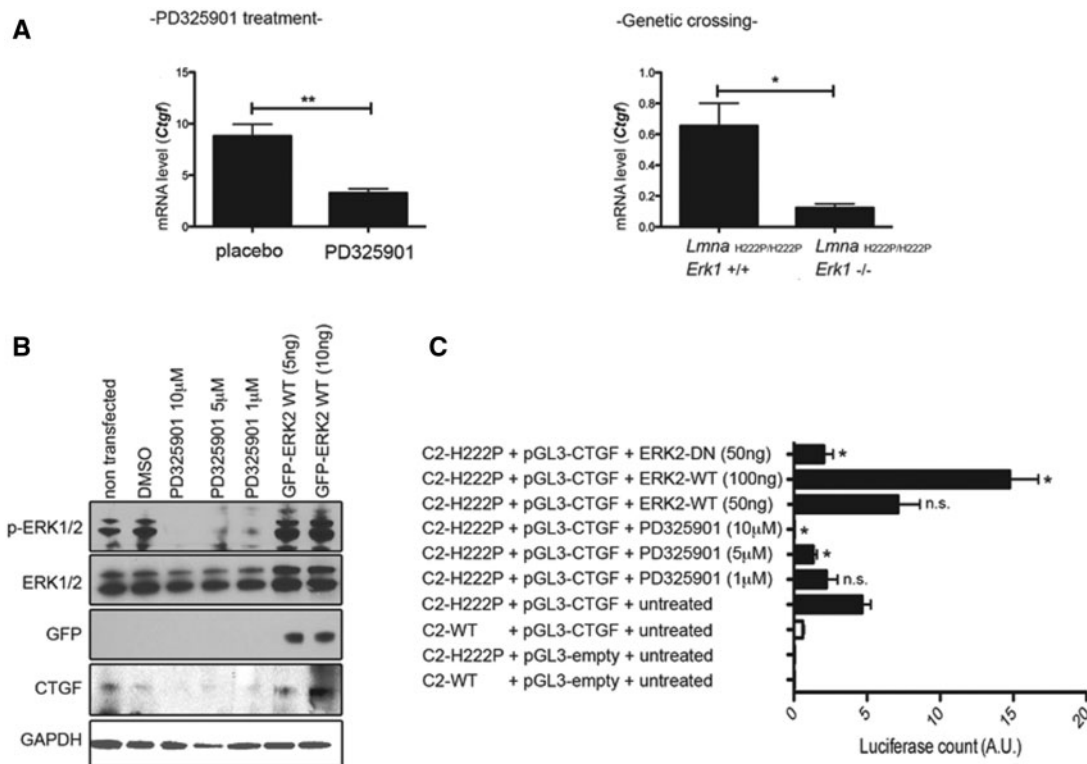 A
-PD325901 treatment-
mRNA level (Ctgf)
15
10
5
0
**
placebo
PD325901
-Genetic crossing-
mRNA level (Ctgf)
1.0
0.8
0.6
0.4
0.2
0.0
*
Lmna H222P/H222P
Erk1 +/+
Lmna H222P/H222P
Erk1 -/-
B
non transfected
DMSO
PD325901 10µM
PD325901 5µM
PD325901 1µM
GFP-ERK2 WT (5ng)
GFP-ERK2 WT (10ng)
p-ERK1/2
ERK1/2
GFP
CTGF
GAPDH
C
C2-H222P + pGL3-CTGF + ERK2-DN (50ng) *
C2-H222P + pGL3-CTGF + ERK2-WT (100ng) *
C2-H222P + pGL3-CTGF + ERK2-WT (50ng) n.s.
C2-H222P + pGL3-CTGF + PD325901 (10µM) *
C2-H222P + pGL3-CTGF + PD325901 (5µM) *
C2-H222P + pGL3-CTGF + PD325901 (1µM) n.s.
C2-H222P + pGL3-CTGF + untreated
C2-WT + pGL3-CTGF + untreated
C2-H222P + pGL3-empty + untreated
C2-WT + pGL3-empty + untreated
0 5 10 15 20
Luciferase count (A.U.)